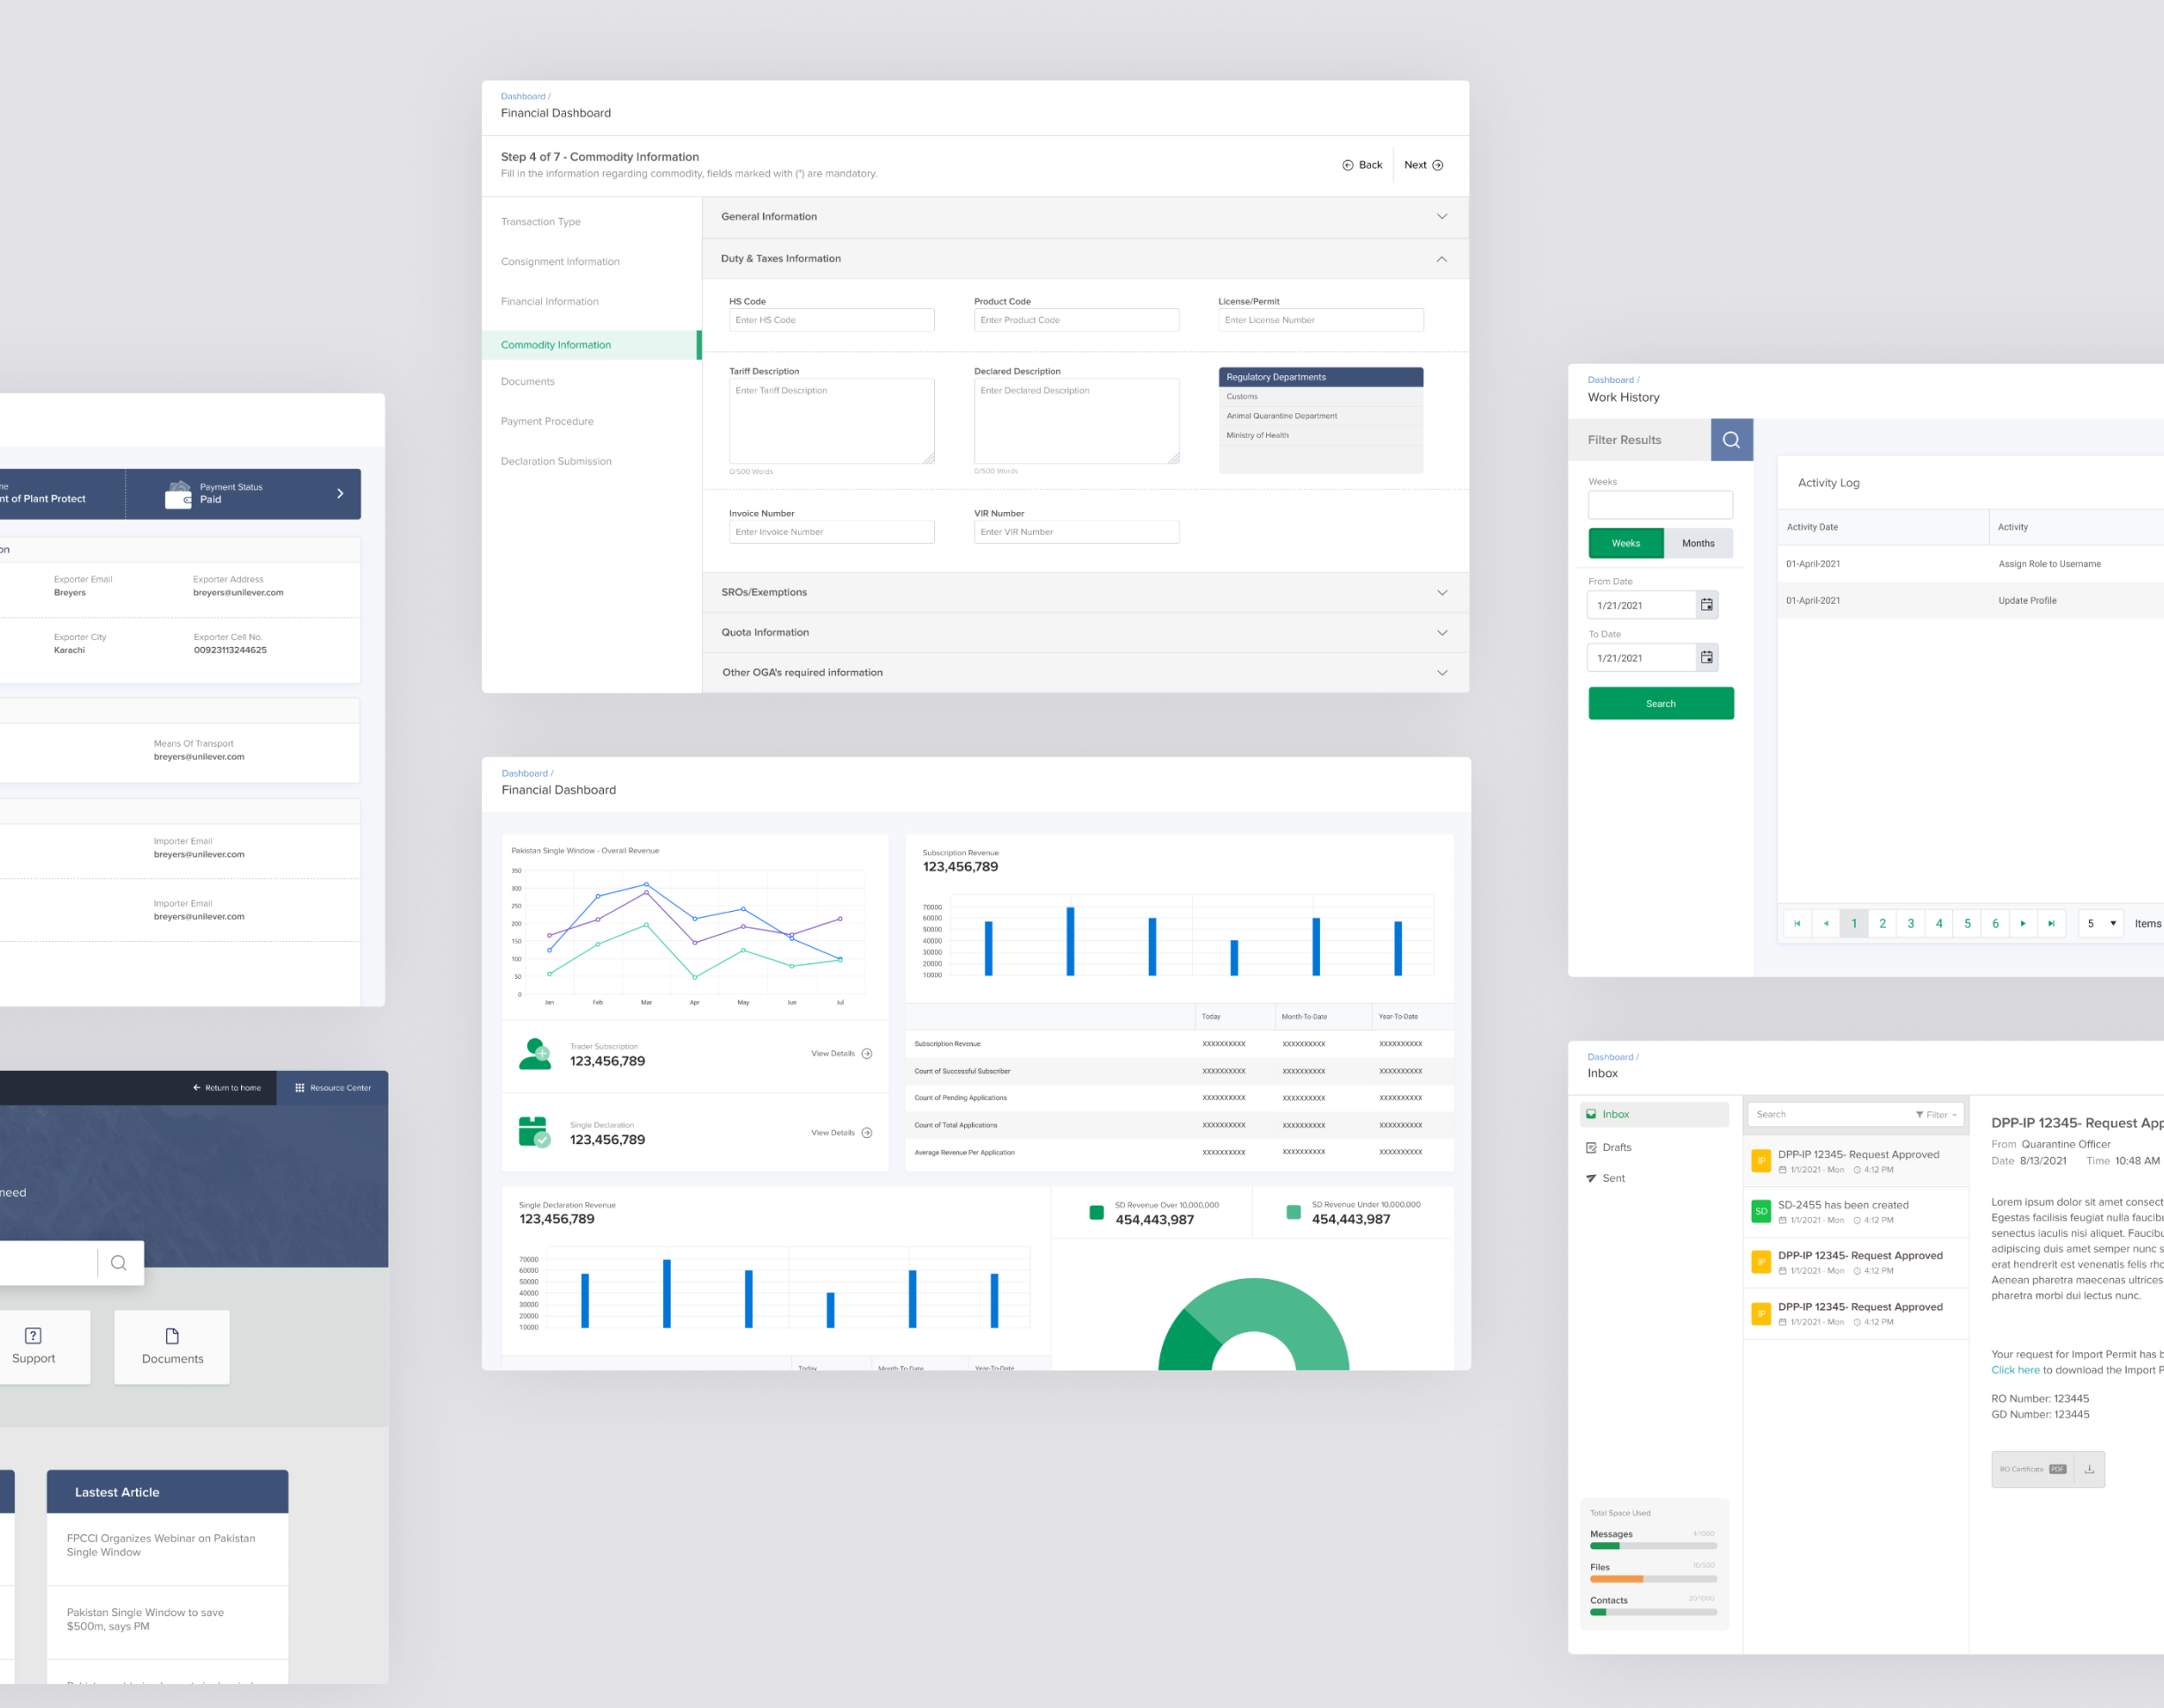 Dashboard /
Financial Dashboard
Step 4 of 7 - Commodity Information
Fill in the information regarding commodity, fields marked with (*) are mandatory.
Back
Next
Transaction Type
Consignment Information
Financial Information
Commodity Information
Documents
Payment Procedure
Declaration Submission
General Information
Duty & Taxes Information
HS Code
Product Code
License/Permit
Enter HS Code
Enter Product Code
Enter License Number
Tariff Description
Declared Description
Enter Tariff Description
Enter Declared Description
0/500 Words
0/500 Words
Regulatory Departments
Customs
Animal Quarantine Department
Ministry of Health
Invoice Number
VIR Number
Enter Invoice Number
Enter VIR Number
SROs/Exemptions
Quota Information
Other OGA's required information
nt of Plant Protect
Payment Status
Paid
Exporter Email
Breyers
Exporter Address
breyers@unilever.com
Exporter City
Karachi
Exporter Cell No.
00923113244625
Means Of Transport
breyers@unilever.com
Importer Email
breyers@unilever.com
Importer Email
breyers@unilever.com
Return to home
Resource Center
need
Support
Documents
Lastest Article
FPCCI Organizes Webinar on Pakistan
Single Window
Pakistan Single Window to save
$500m, says PM
Dashboard /
Financial Dashboard
Pakistan Single Window - Overall Revenue
350
300
250
200
150
100
50
0
Jan Feb Mar Apr May Jun Jul
Trader Subscription
123,456,789
View Details
Single Declaration
123,456,789
View Details
Subscription Revenue
123,456,789
70000
60000
50000
40000
30000
20000
10000
Today Month-To-Date Year-To-Date
Subscription Revenue XXXXXXXXXX XXXXXXXXXX XXXXXXXXXX
Count of Successful Subscriber XXXXXXXXXX XXXXXXXXXX XXXXXXXXXX
Count of Pending Applications XXXXXXXXXX XXXXXXXXXX XXXXXXXXXX
Count of Total Applications XXXXXXXXXX XXXXXXXXXX XXXXXXXXXX
Average Revenue Per Application XXXXXXXXXX XXXXXXXXXX XXXXXXXXXX
Single Declaration Revenue
123,456,789
70000
60000
50000
40000
30000
20000
10000
Today Month-To-Date Year-To-Date
SD Revenue Over 10,000,000
454,443,987
SD Revenue Under 10,000,000
454,443,987
Dashboard /
Work History
Filter Results
Weeks
Weeks
Months
From Date
1/21/2021
To Date
1/21/2021
Search
Activity Log
Activity Date Activity
01-April-2021 Assign Role to Username
01-April-2021 Update Profile
1 2 3 4 5 6
5
Items
Dashboard /
Inbox
Inbox
Drafts
Sent
Total Space Used
Messages 4/1000
Files 10/500
Contacts 20/1000
Search
Filter
IP
DPP-IP 12345- Request Approved
1/1/2021 - Mon 4:12 PM
SD
SD-2455 has been created
1/1/2021 - Mon 4:12 PM
IP
DPP-IP 12345- Request Approved
1/1/2021 - Mon 4:12 PM
IP
DPP-IP 12345- Request Approved
1/1/2021 - Mon 4:12 PM
DPP-IP 12345- Request App
From Quarantine Officer
Date 8/13/2021 Time 10:48 AM
Lorem ipsum dolor sit amet consect
Egestas facilisis feugiat nulla faucibu
senectus iaculis nisi aliquet. Faucibu
adipiscing duis amet semper nunc s
erat hendrerit est venenatis felis rho
Aenean pharetra maecenas ultrices
pharetra morbi dui lectus nunc.
Your request for Import Permit has b
Click here to download the Import P
RO Number: 123445
GD Number: 123445
RO Certificate PDF